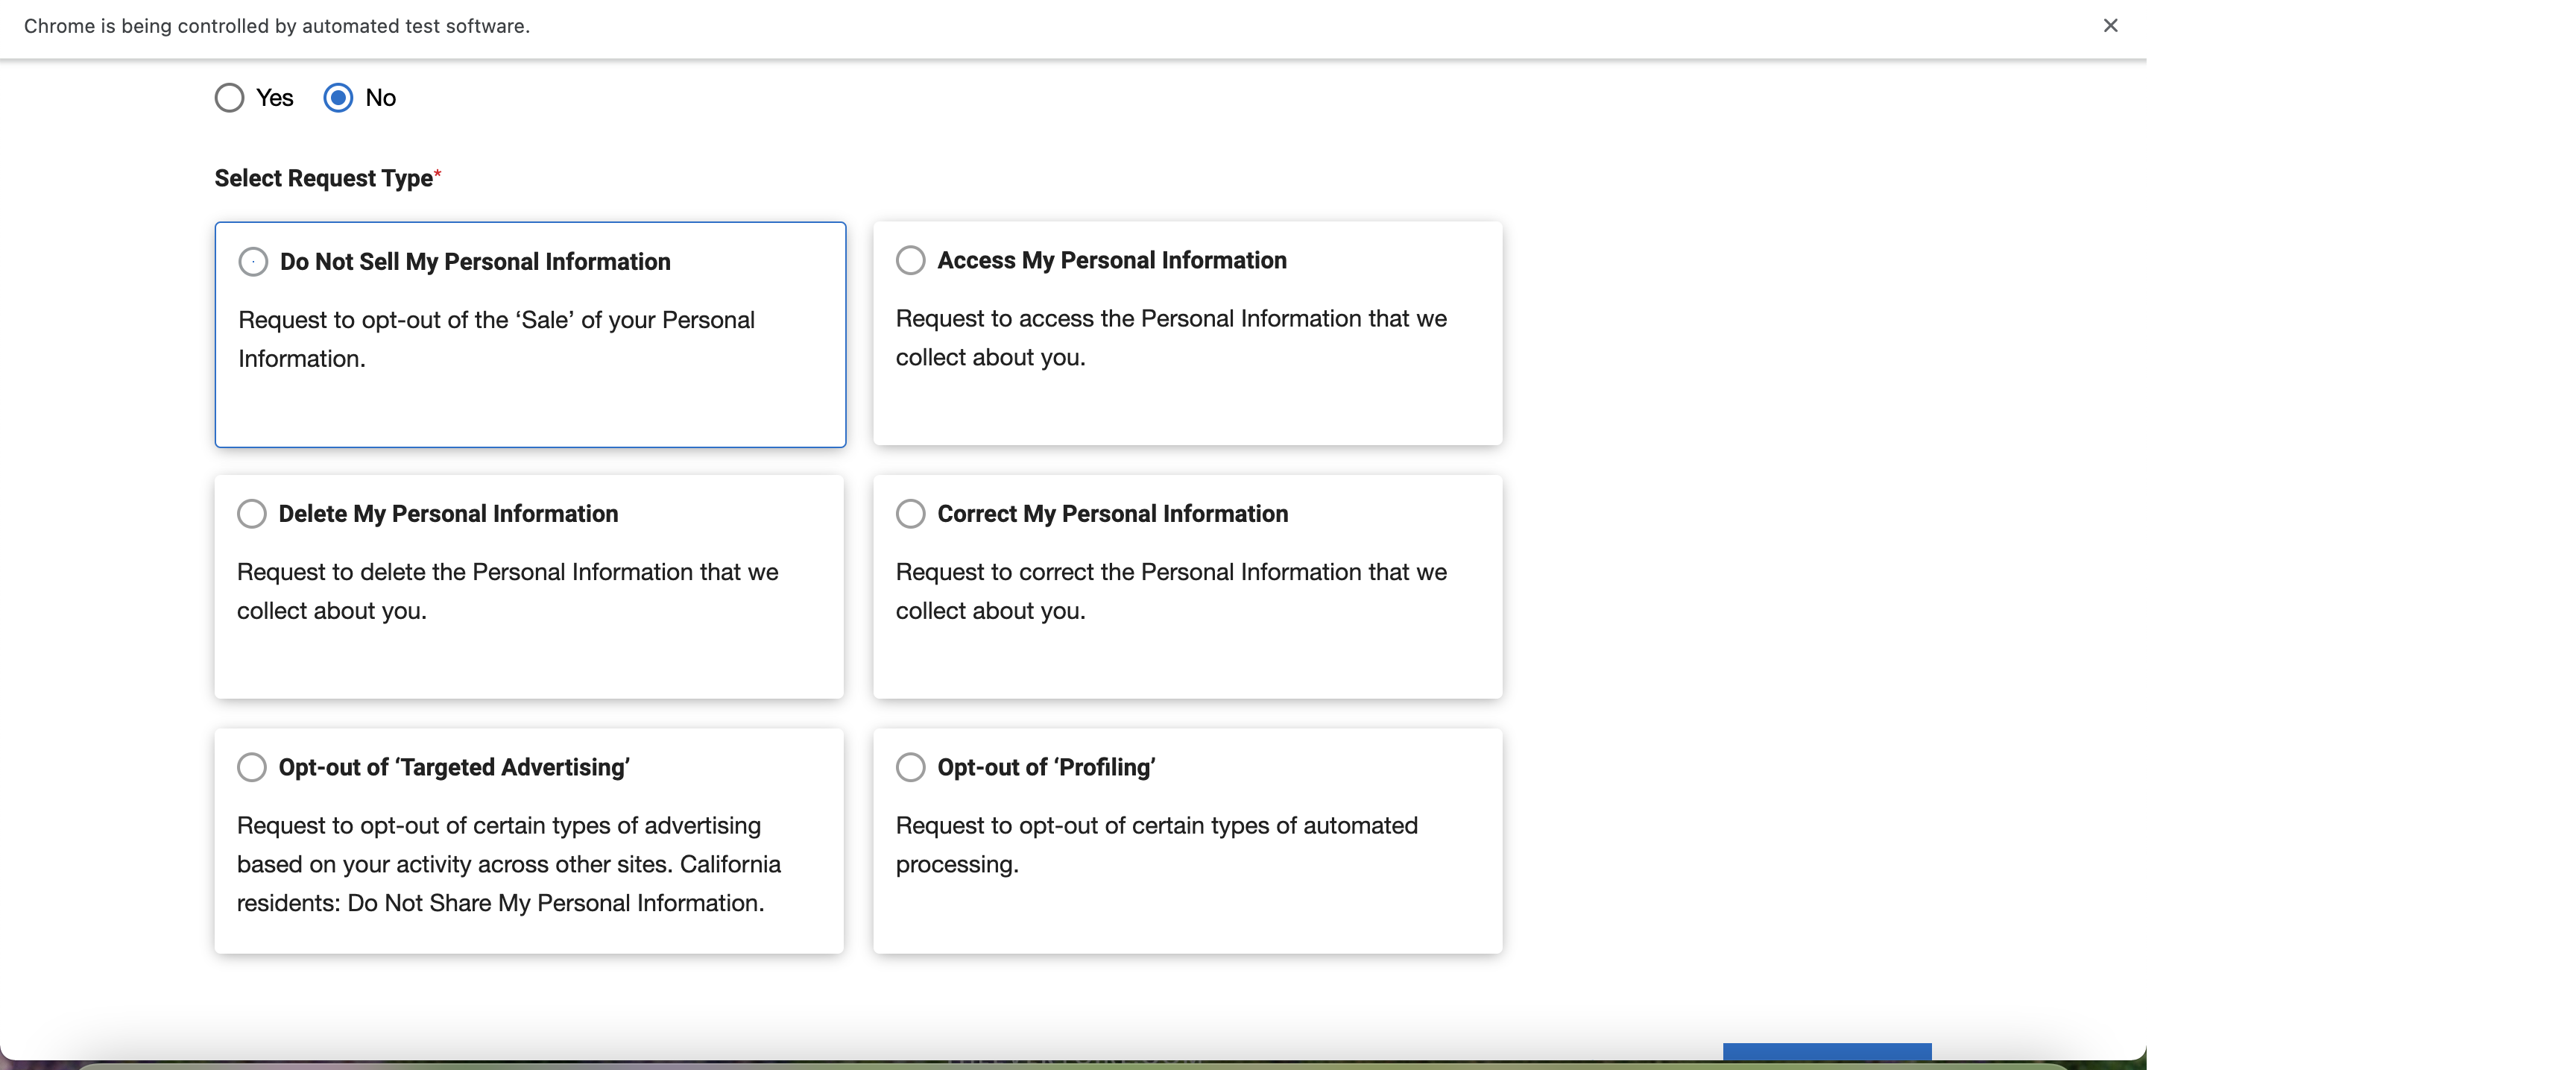 Chrome is being controlled by automated test software.
Yes No
Select Request Type*
Do Not Sell My Personal Information
Request to opt-out of the ‘Sale’ of your Personal
Information.
Access My Personal Information
Request to access the Personal Information that we
collect about you.
Delete My Personal Information
Request to delete the Personal Information that we
collect about you.
Correct My Personal Information
Request to correct the Personal Information that we
collect about you.
Opt-out of ‘Targeted Advertising’
Request to opt-out of certain types of advertising
based on your activity across other sites. California
residents: Do Not Share My Personal Information.
Opt-out of ‘Profiling’
Request to opt-out of certain types of automated
processing.